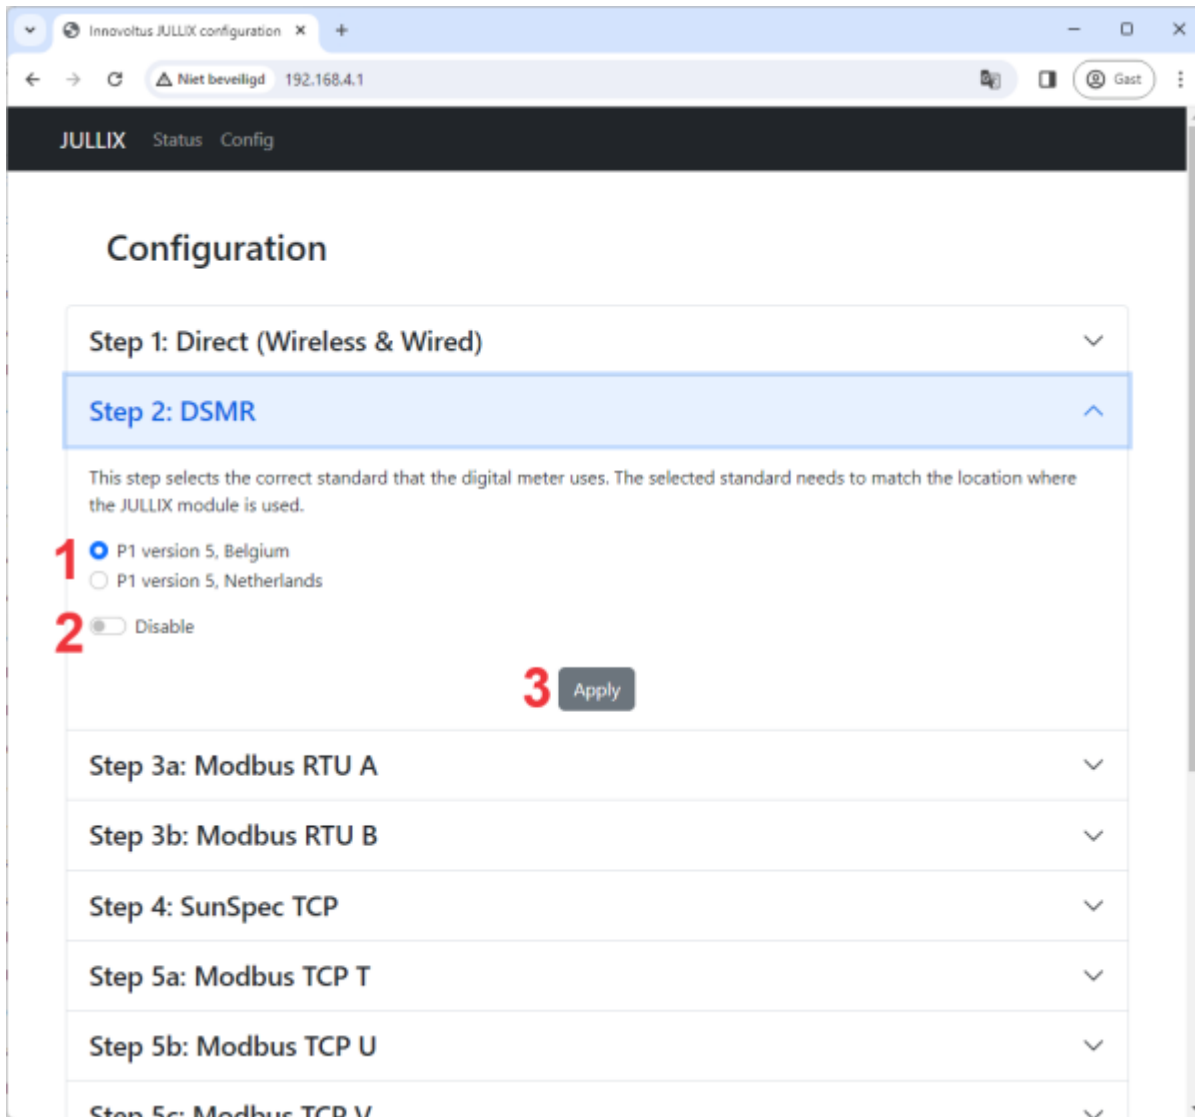 Innovoltus JULLIX configuration
Niet beveiligd 192.168.4.1 Gast
JULLIX Status Config
Configuration
Step 1: Direct (Wireless & Wired)
Step 2: DSMR
This step selects the correct standard that the digital meter uses. The selected standard needs to match the location where
the JULLIX module is used.
1
P1 version 5, Belgium
P1 version 5, Netherlands
2 Disable
3 Apply
Step 3a: Modbus RTU A
Step 3b: Modbus RTU B
Step 4: SunSpec TCP
Step 5a: Modbus TCP T
Step 5b: Modbus TCP U
Step 5c: Modbus TCP V